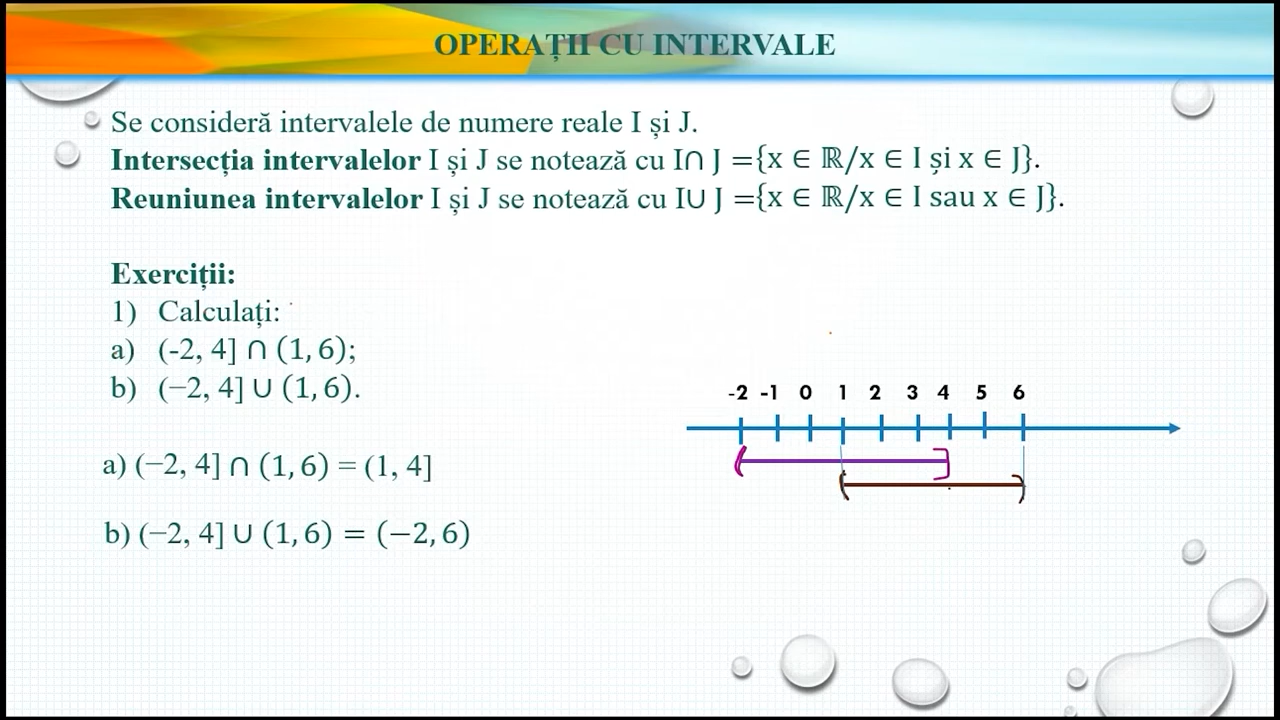 OPERAȚII CU INTERVALE
Se consideră intervalele de numere reale I și J.
Intersecția intervalelor I și J se notează cu I∩ J ={x ∈ ℝ/x ∈ I și x ∈ J}.
Reuniunea intervalelor I și J se notează cu I∪ J ={x ∈ ℝ/x ∈ I sau x ∈ J}.
Exerciții:
1) Calculați:
a) (-2, 4] ∩ (1, 6);
b) (−2, 4] ∪ (1, 6).
-2 -1 0 1 2 3 4 5 6
a) (−2, 4] ∩ (1, 6) = (1, 4]
b) (−2, 4] ∪ (1, 6) = (−2, 6)